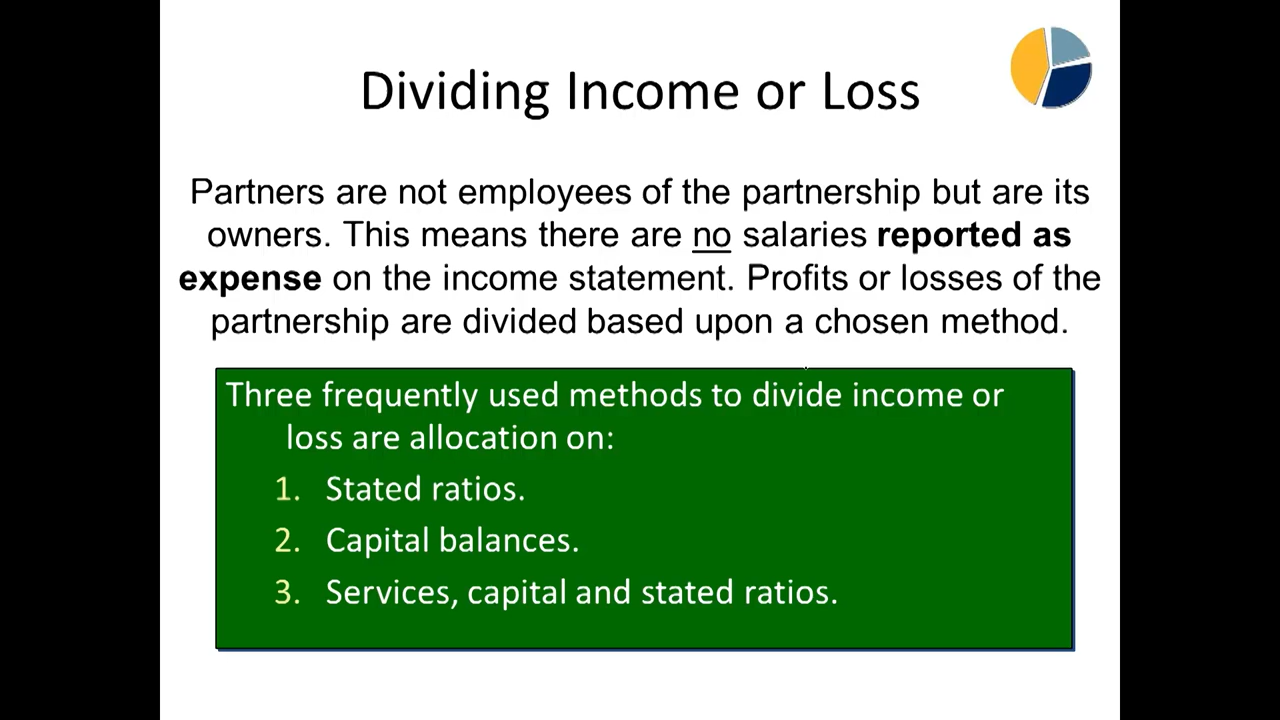 Dividing Income or Loss
Partners are not employees of the partnership but are its
owners. This means there are no salaries reported as
expense on the income statement. Profits or losses of the
partnership are divided based upon a chosen method.
Three frequently used methods to divide income or
loss are allocation on:
1. Stated ratios.
2. Capital balances.
3. Services, capital and stated ratios.